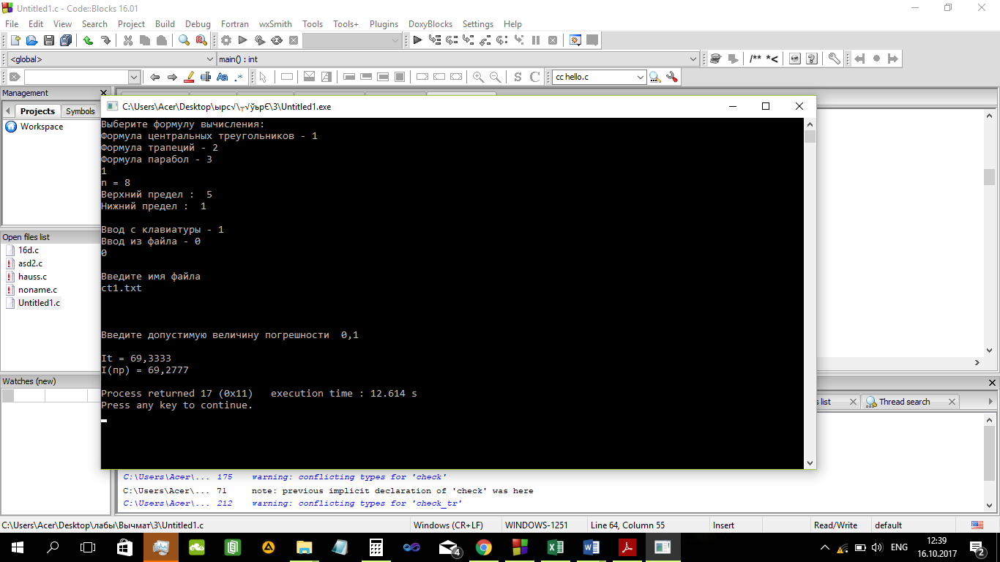 Untitled1.c - Code::Blocks 16.01
File Edit View Search Project Build Debug Fortran wxSmith Tools Tools+ Plugins DoxyBlocks Settings Help
<global> main() : int
/** *<
cc hello.c
Management
Projects Symbols
Workspace
Open files list
16d.c
asd2.c
hauss.c
noname.c
Untitled1.c
Watches (new)
C:\Users\Acer\Desktop\ырс√\┬√ўьрЄ\3\Untitled1.exe
Выберите формулу вычисления:
Формула центральных треугольников - 1
Формула трапеций - 2
Формула парабол - 3
1
n = 8
Верхний предел :  5
Нижний предел :  1
Ввод с клавиатуры - 1
Ввод из файла - 0
0
Введите имя файла
ct1.txt
Введите допустимую величину погрешности  0,1
It = 69,3333
I(пр) = 69,2777
Process returned 17 (0x11)   execution time : 12.614 s
Press any key to continue.
s list Thread search
C:\Users\Acer\... 175 warning: conflicting types for 'check'
C:\Users\Acer\... 71 note: previous implicit declaration of 'check' was here
C:\Users\Acer\... 212 warning: conflicting types for 'check_tr'
C:\Users\Acer\Desktop\лабы\Вычмат\3\Untitled1.c Windows (CR+LF) WINDOWS-1251 Line 64, Column 55 Insert Read/Write default
4 ENG 12:39
16.10.2017 2